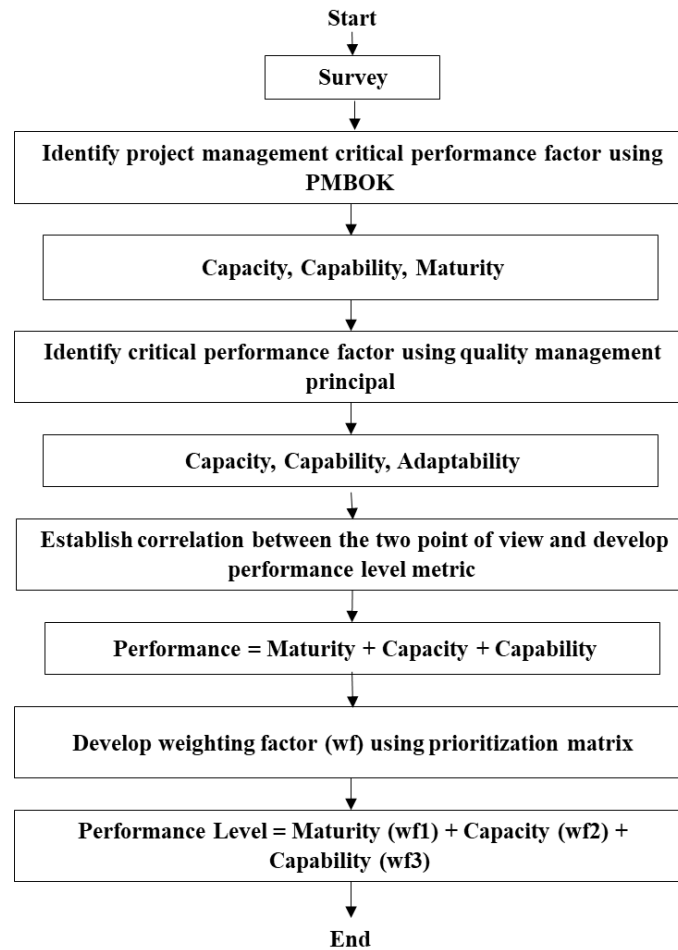 Start
Survey
Identify project management critical performance factor using
PMBOK
Capacity, Capability, Maturity
Identify critical performance factor using quality management
principal
Capacity, Capability, Adaptability
Establish correlation between the two point of view and develop
performance level metric
Performance = Maturity + Capacity + Capability
Develop weighting factor (wf) using prioritization matrix
Performance Level = Maturity (wf1) + Capacity (wf2) +
Capability (wf3)
End